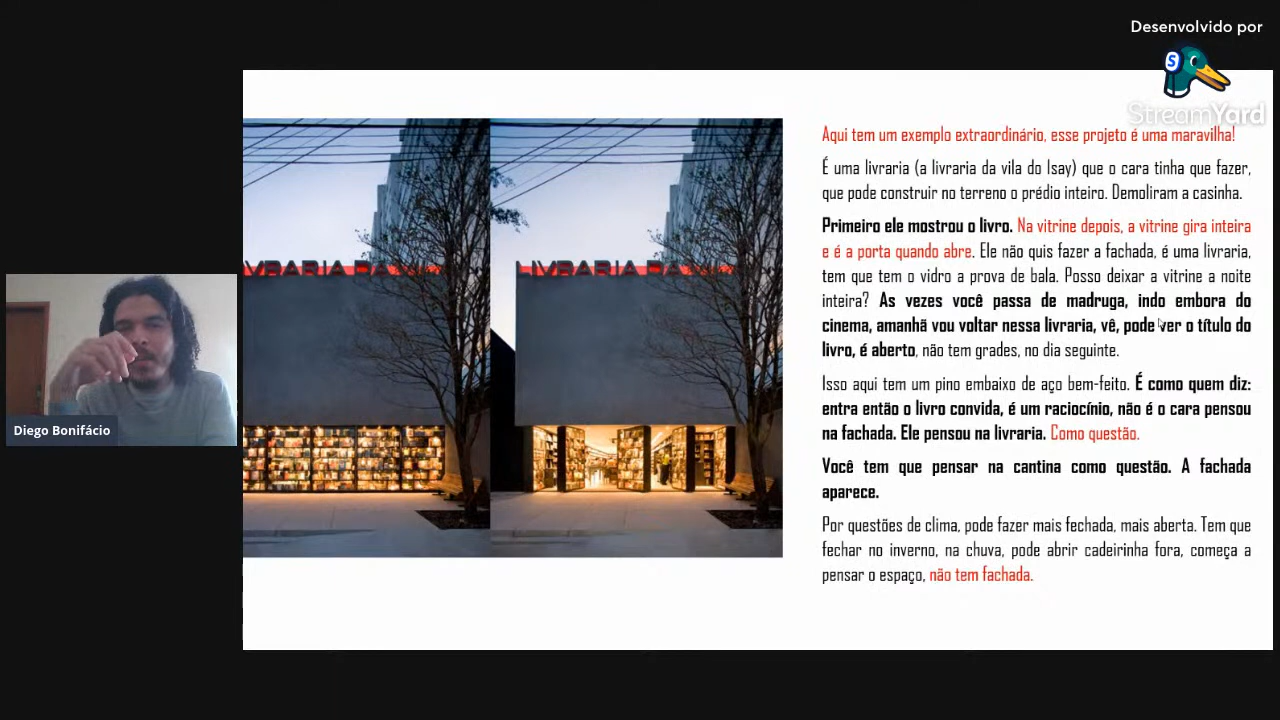 Desenvolvido por
S
StreamYard
Diego Bonifácio
LIVRARIA
Aqui tem um exemplo extraordinário, esse projeto é uma maravilha!
É uma livraria (a livraria da vila do Isay) que o cara tinha que fazer,
que pode construir no terreno o prédio inteiro. Demoliram a casinha.
Primeiro ele mostrou o livro. Na vitrine depois, a vitrine gira inteira
e é a porta quando abre. Ele não quis fazer a fachada, é uma livraria,
tem que tem o vidro a prova de bala. Posso deixar a vitrine a noite
inteira? As vezes você passa de madruga, indo embora do
cinema, amanhã vou voltar nessa livraria, vê, pode ver o título do
livro, é aberto, não tem grades, no dia seguinte.
Isso aqui tem um pino embaixo de aço bem-feito. É como quem diz:
entra então o livro convida, é um raciocínio, não é o cara pensou
na fachada. Ele pensou na livraria. Como questão.
Você tem que pensar na cantina como questão. A fachada
aparece.
Por questões de clima, pode fazer mais fechada, mais aberta. Tem que
fechar no inverno, na chuva, pode abrir cadeirinha fora, começa a
pensar o espaço, não tem fachada.